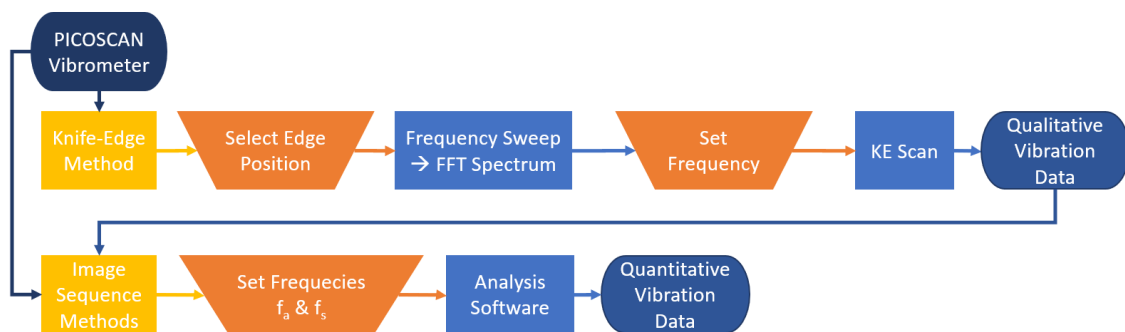 PICOSCAN
Vibrometer
Knife-Edge
Method
Select Edge
Position
Frequency Sweep
→ FFT Spectrum
Set
Frequency
KE Scan
Qualitative
Vibration
Data
Image
Sequence
Methods
Set Frequecies
fₐ & fₛ
Analysis
Software
Quantitative
Vibration
Data